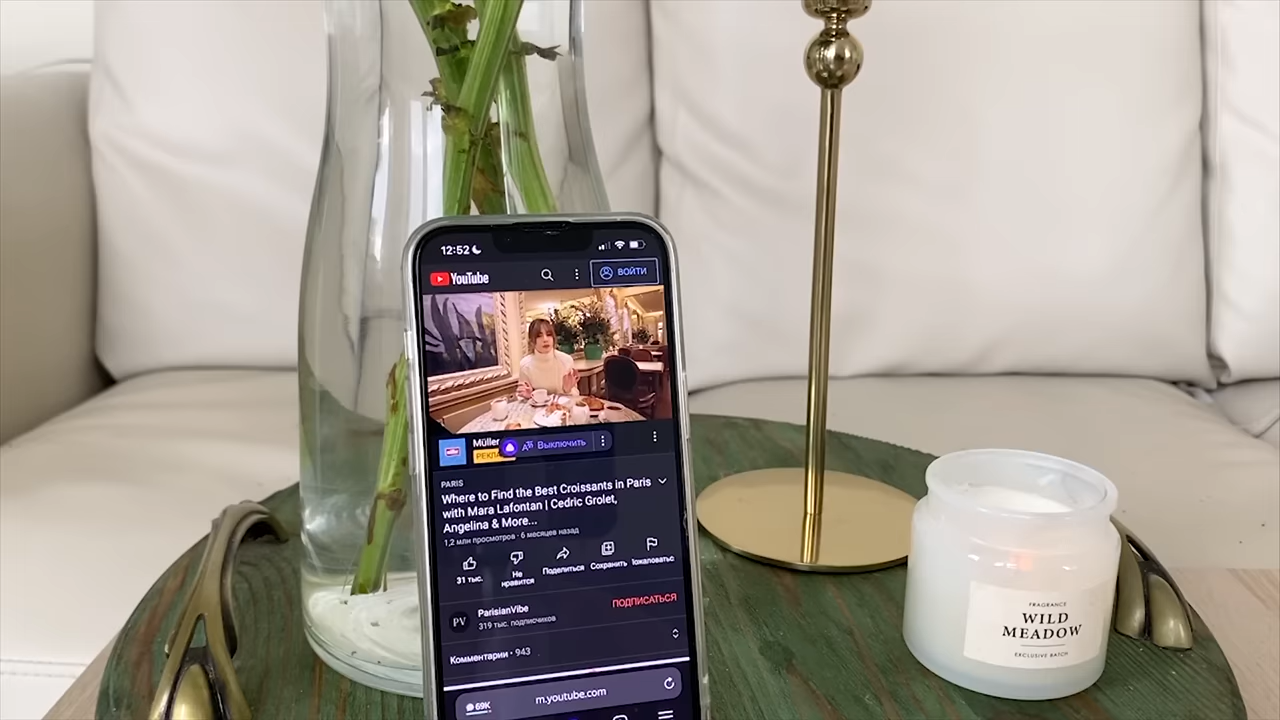 12:52
YouTube
ВОЙТИ
Müller
Выключить
PARIS
Where to Find the Best Croissants in Paris
with Mara Lafontan | Cedric Grolet,
Angelina & More...
1,2 млн просмотров · 6 месяцев назад
31 тыс.
Не
нравится
Поделиться
Сохранить
Пожаловатьс
PV
ParisianVibe
319 тыс. подписчиков
ПОДПИСАТЬСЯ
Комментарии • 943
69K
m.youtube.com
FRAGRANCE
WILD
MEADOW
EXCLUSIVE BATCH